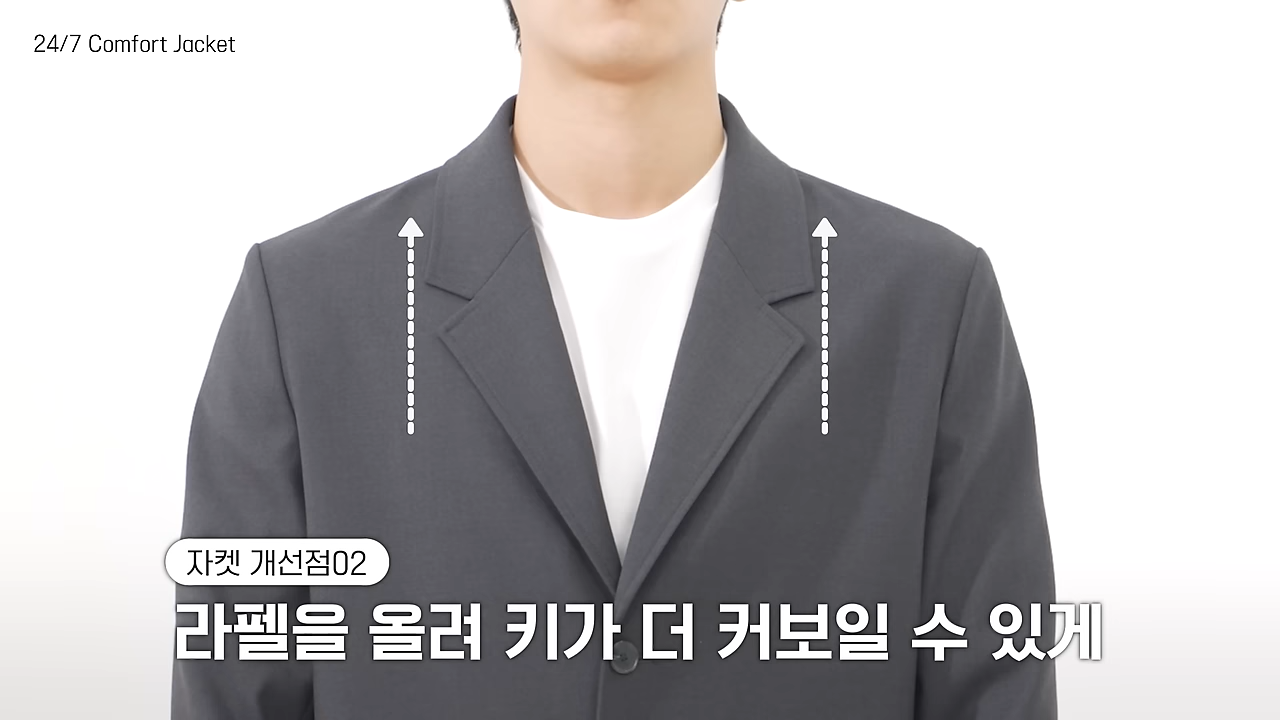 24/7 Comfort Jacket
자켓 개선점02
라펠을 올려 키가 더 커보일 수 있게